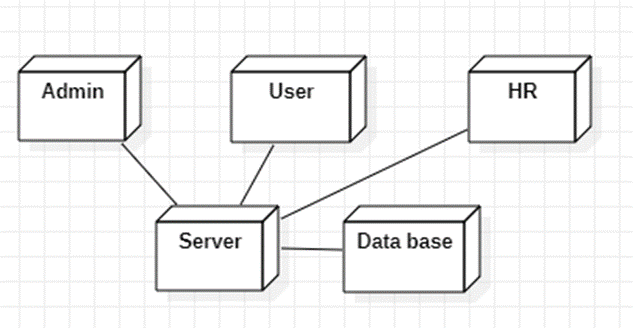 Admin
User
HR
Server
Data base